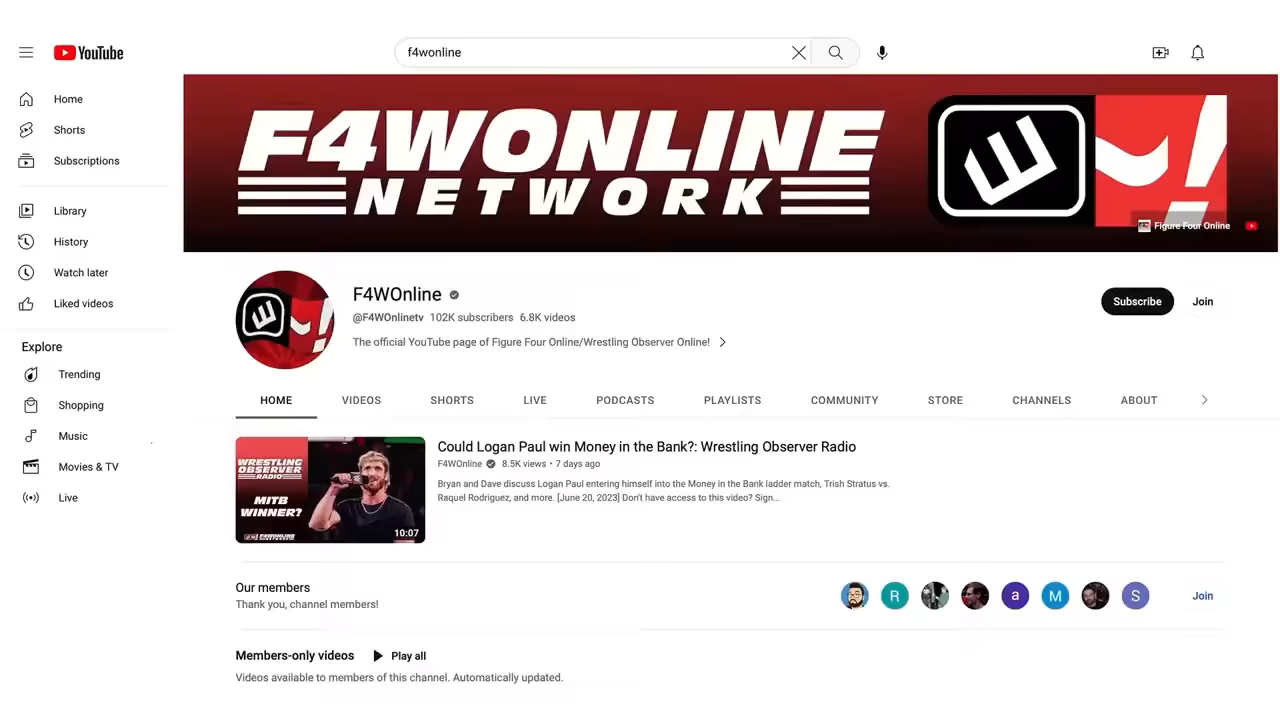 YouTube
f4wonline
Home
Shorts
Subscriptions
Library
History
Watch later
Liked videos
Explore
Trending
Shopping
Music
Movies & TV
Live
F4WONLINE
NETWORK
Figure Four Online
F4WOnline
@F4WOnlinetv 102K subscribers 6.8K videos
The official YouTube page of Figure Four Online/Wrestling Observer Online!
Subscribe
Join
HOME VIDEOS SHORTS LIVE PODCASTS PLAYLISTS COMMUNITY STORE CHANNELS ABOUT
WRESTLING
OBSERVER
RADIO
MITB
WINNER?
F4WONLINE
NETWORK
10:07
Could Logan Paul win Money in the Bank?: Wrestling Observer Radio
F4WOnline 8.5K views • 7 days ago
Bryan and Dave discuss Logan Paul entering himself into the Money in the Bank ladder match, Trish Stratus vs.
Raquel Rodriguez, and more. [June 20, 2023] Don't have access to this video? Sign...
Our members
Thank you, channel members!
R
a
M
S
Join
Members-only videos Play all
Videos available to members of this channel. Automatically updated.